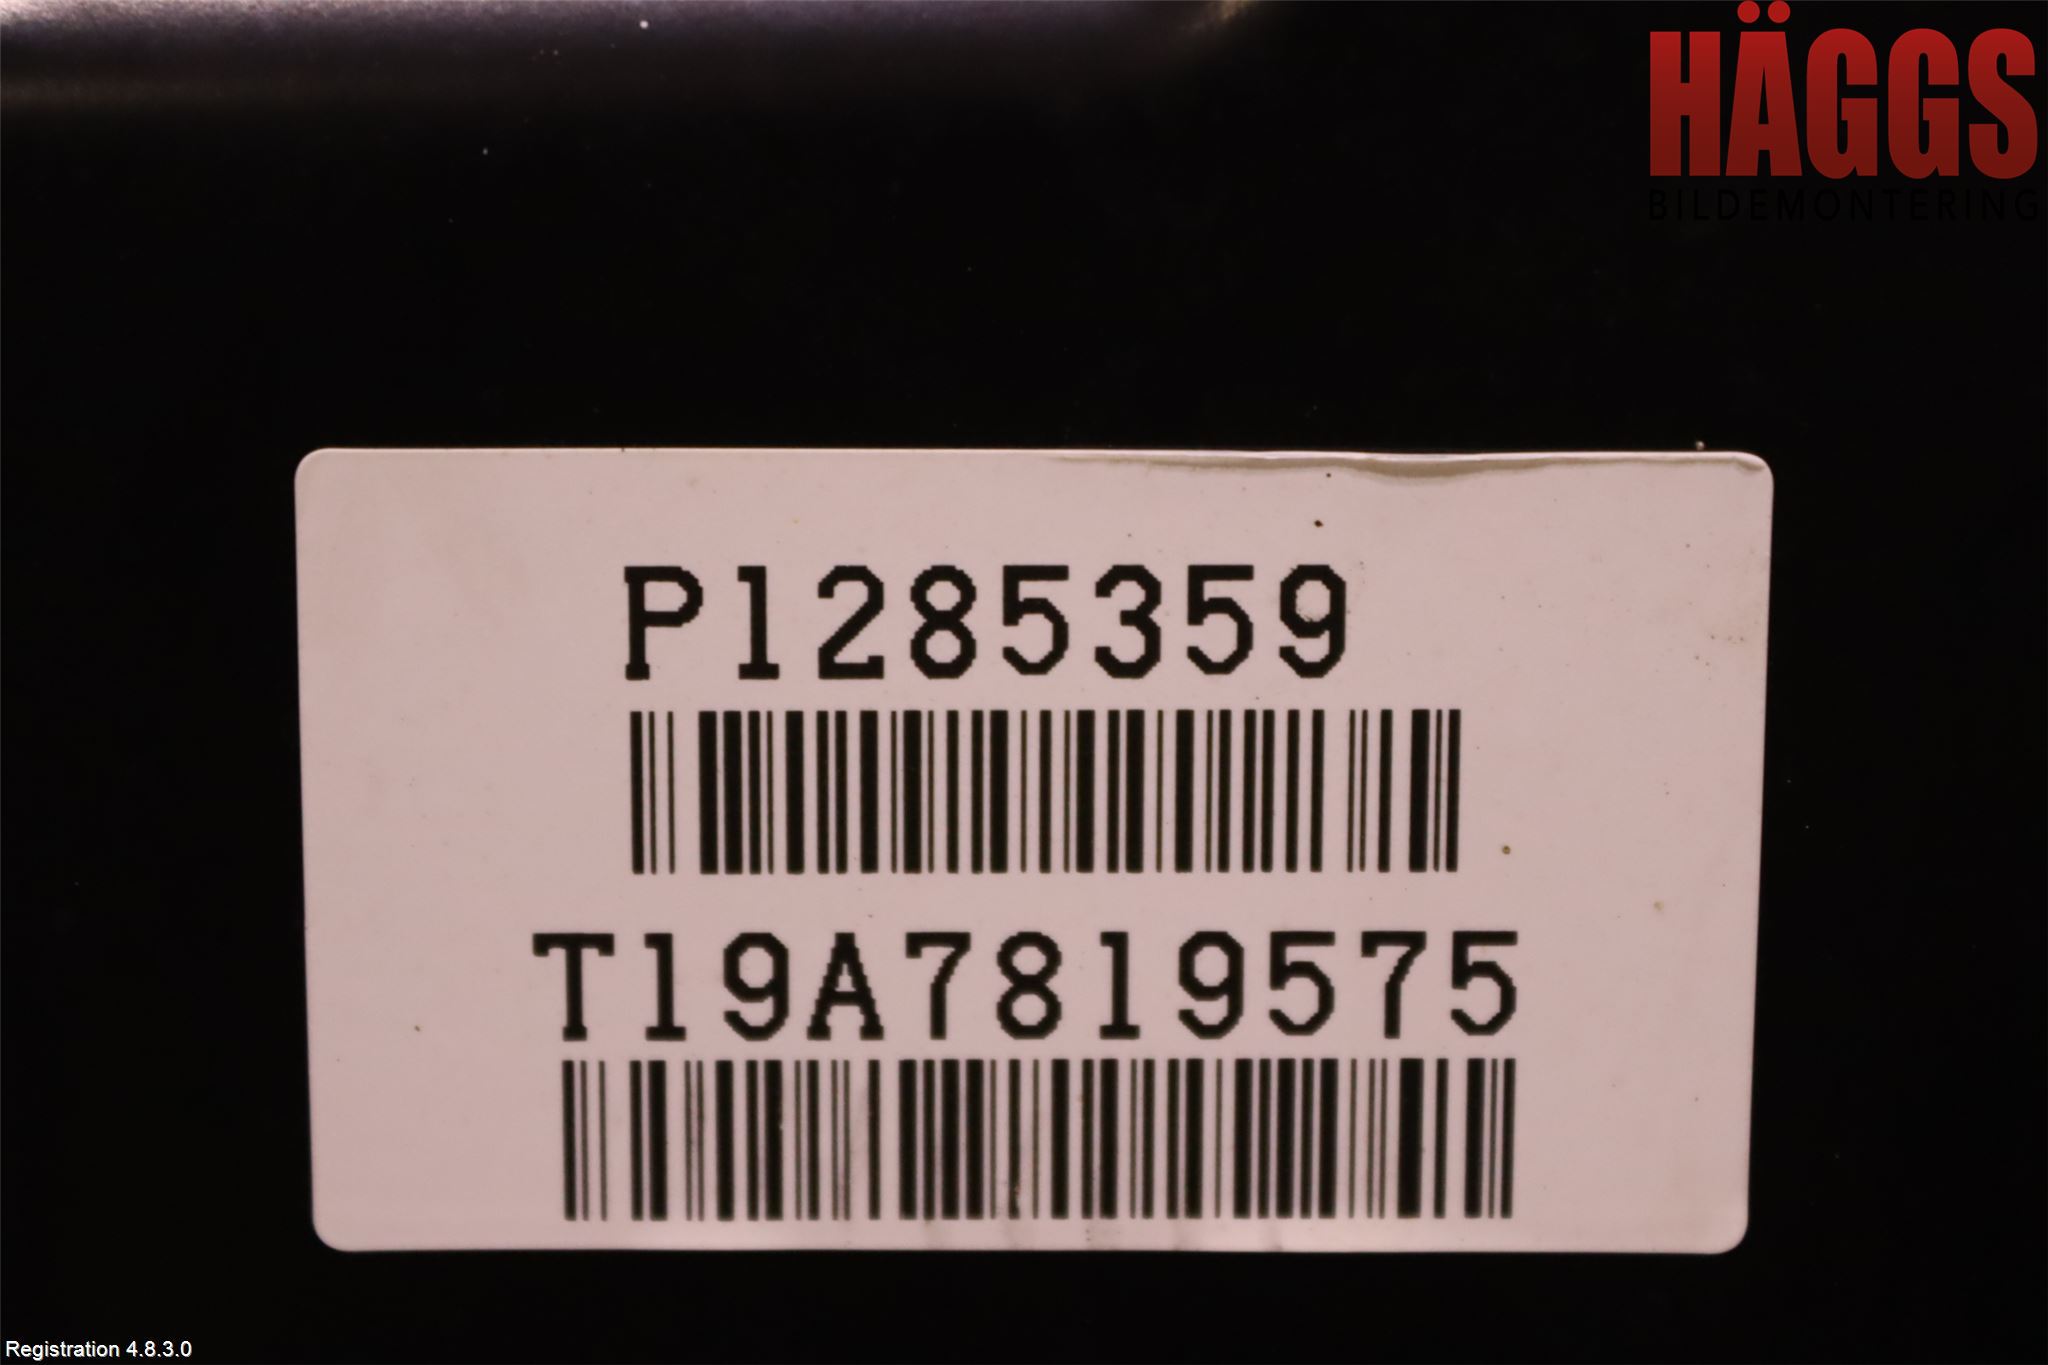 HÄGGS
BILDEMONTERING
P1285359
T19A7819575
Registration 4.8.3.0